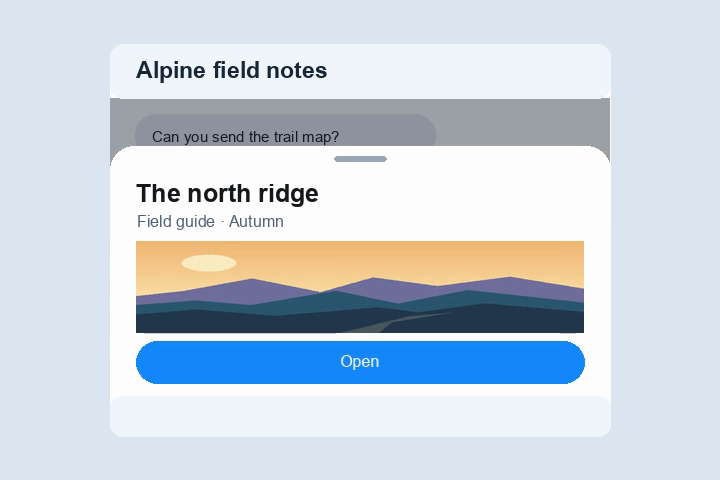 Alpine field notes
Can you send the trail map?
The north ridge
Field guide · Autumn
Open